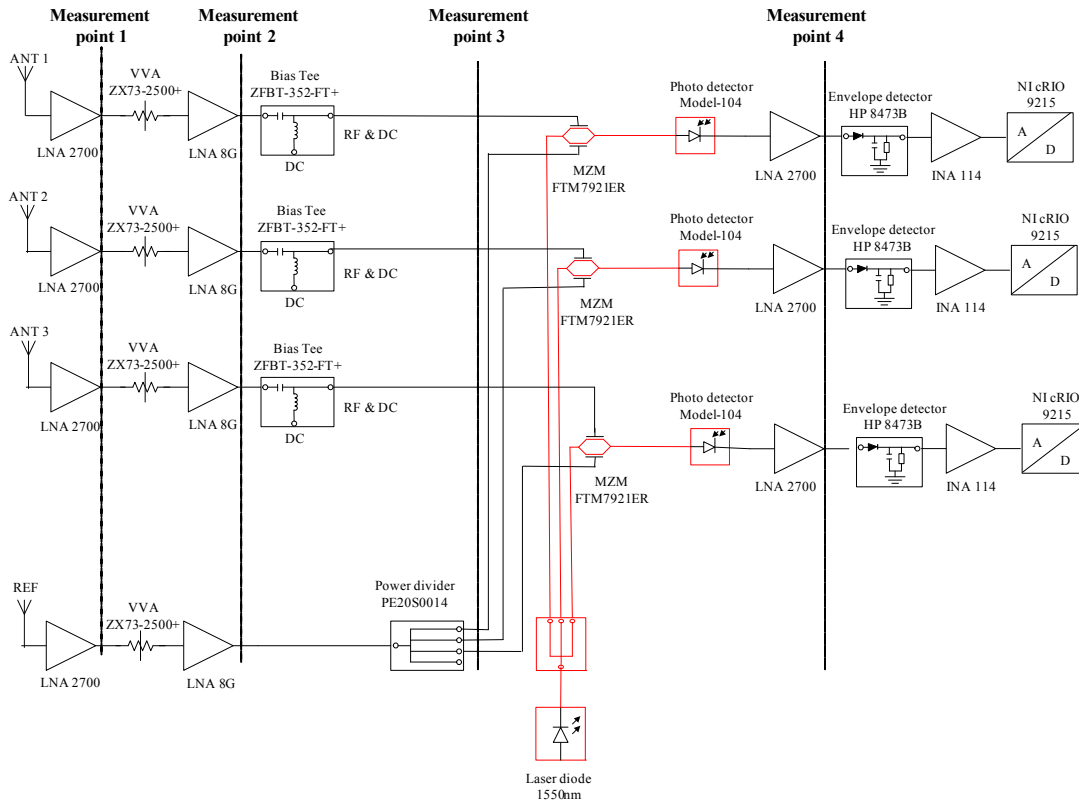 Measurement
point 1
Measurement
point 2
Measurement
point 3
Measurement
point 4
ANT 1
VVA
ZX73-2500+
LNA 2700
LNA 8G
Bias Tee
ZFBT-352-FT+
RF & DC
DC
MZM
FTM7921ER
Photo detector
Model-104
LNA 2700
Envelope detector
HP 8473B
INA 114
NI cRIO
9215
A
D
ANT 2
VVA
ZX73-2500+
LNA 2700
LNA 8G
Bias Tee
ZFBT-352-FT+
RF & DC
DC
MZM
FTM7921ER
Photo detector
Model-104
LNA 2700
Envelope detector
HP 8473B
INA 114
NI cRIO
9215
A
D
ANT 3
VVA
ZX73-2500+
LNA 2700
LNA 8G
Bias Tee
ZFBT-352-FT+
RF & DC
DC
MZM
FTM7921ER
Photo detector
Model-104
LNA 2700
Envelope detector
HP 8473B
INA 114
NI cRIO
9215
A
D
REF
VVA
ZX73-2500+
LNA 2700
LNA 8G
Power divider
PE20S0014
Laser diode
1550nm